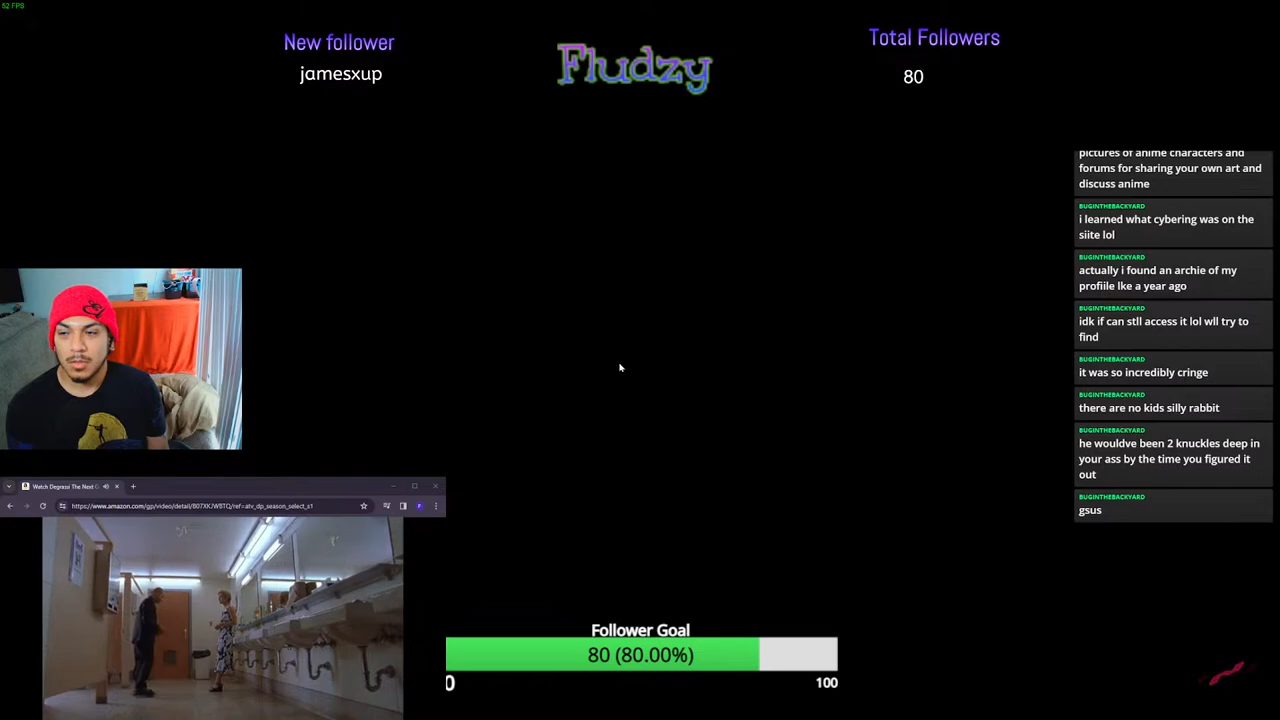 52 FPS
New follower
jamesxup
Fludzy
Total Followers
80
pictures of anime characters and
forums for sharing your own art and
discuss anime
BUGINTHEBACKYARD
i learned what cybering was on the
siite lol
BUGINTHEBACKYARD
actually i found an archie of my
profiile lke a year ago
BUGINTHEBACKYARD
idk if can stll access it lol wll try to
find
BUGINTHEBACKYARD
it was so incredibly cringe
BUGINTHEBACKYARD
there are no kids silly rabbit
BUGINTHEBACKYARD
he wouldve been 2 knuckles deep in
your ass by the time you figured it
out
BUGINTHEBACKYARD
gsus
Watch Degrassi The Next
https://www.amazon.com/gp/video/detail/B07XKJWBTQ/ref=atv_dp_season_select_s1
Follower Goal
80 (80.00%)
0
100